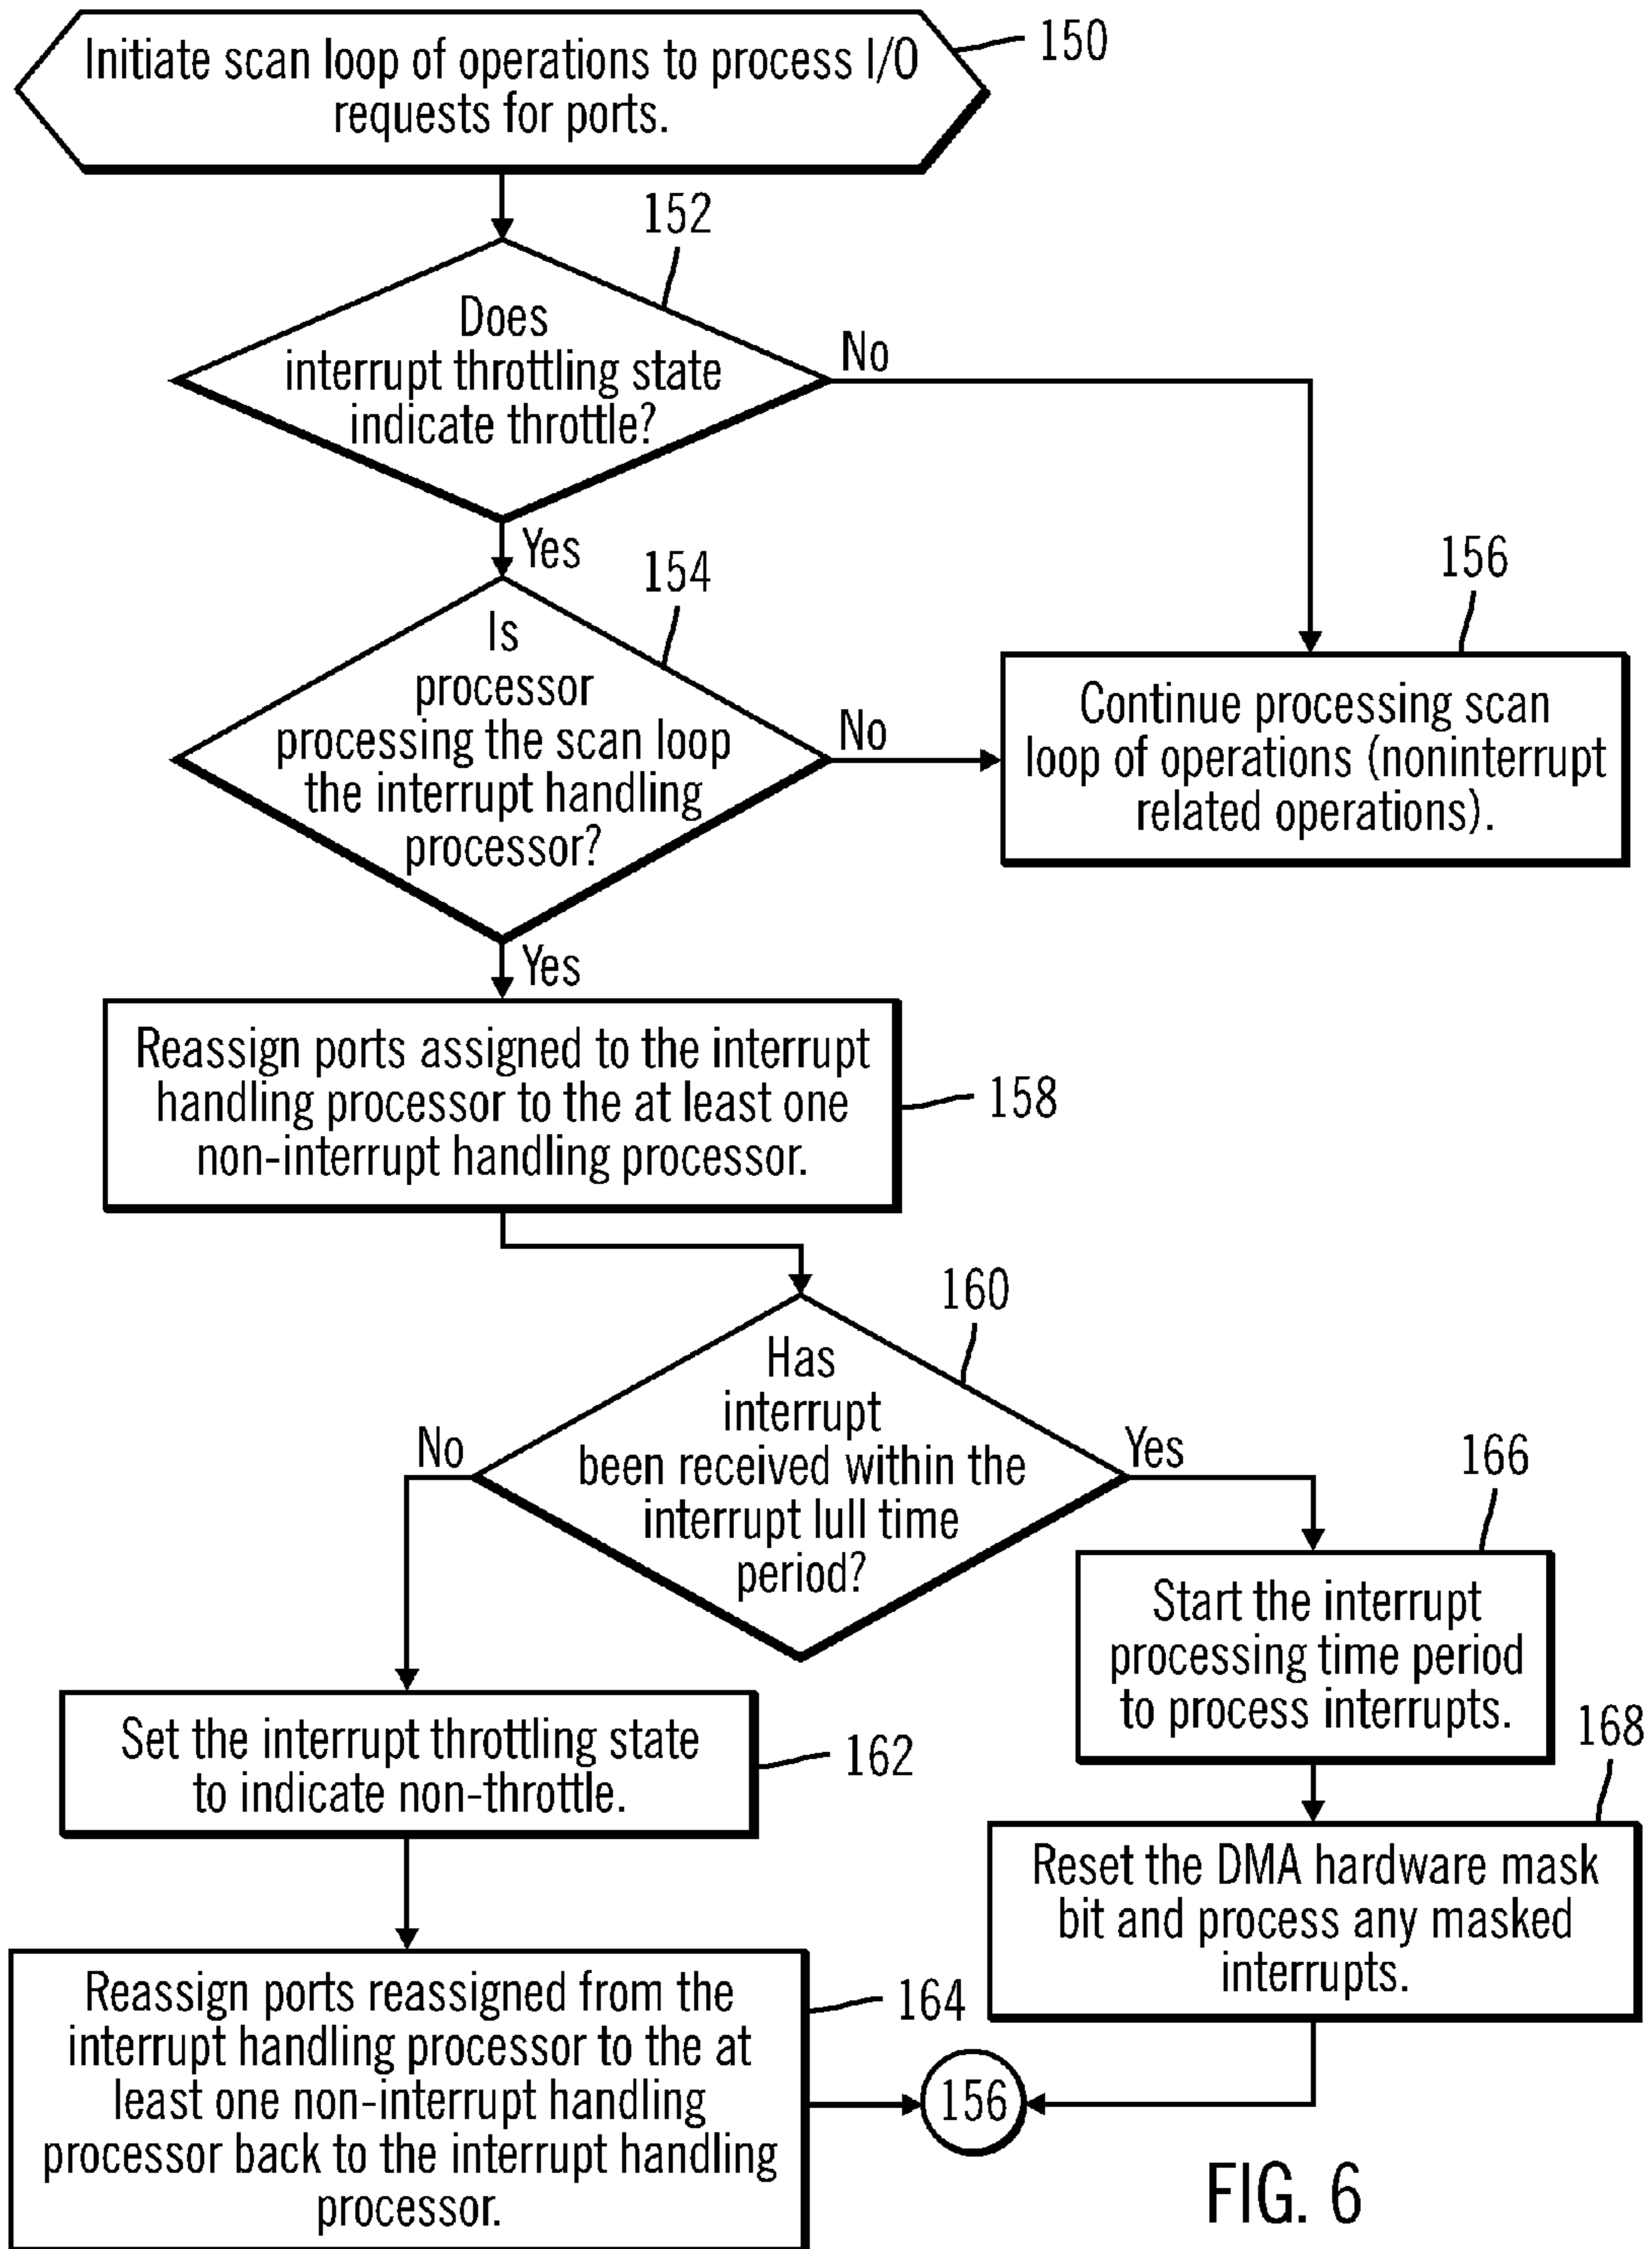 Initiate scan loop of operations to process I/O
requests for ports.
150
152
Does
interrupt throttling state
indicate throttle?
No
Yes
154
Is
processor
processing the scan loop
the interrupt handling
processor?
No
156
Continue processing scan
loop of operations (noninterrupt
related operations).
Yes
Reassign ports assigned to the interrupt
handling processor to the at least one
non-interrupt handling processor.
158
160
Has
interrupt
been received within the
interrupt lull time
period?
No
Yes
166
Start the interrupt
processing time period
to process interrupts.
Set the interrupt throttling state
to indicate non-throttle.
162
168
Reset the DMA hardware mask
bit and process any masked
interrupts.
Reassign ports reassigned from the
interrupt handling processor to the at
least one non-interrupt handling
processor back to the interrupt handling
processor.
164
156
FIG. 6